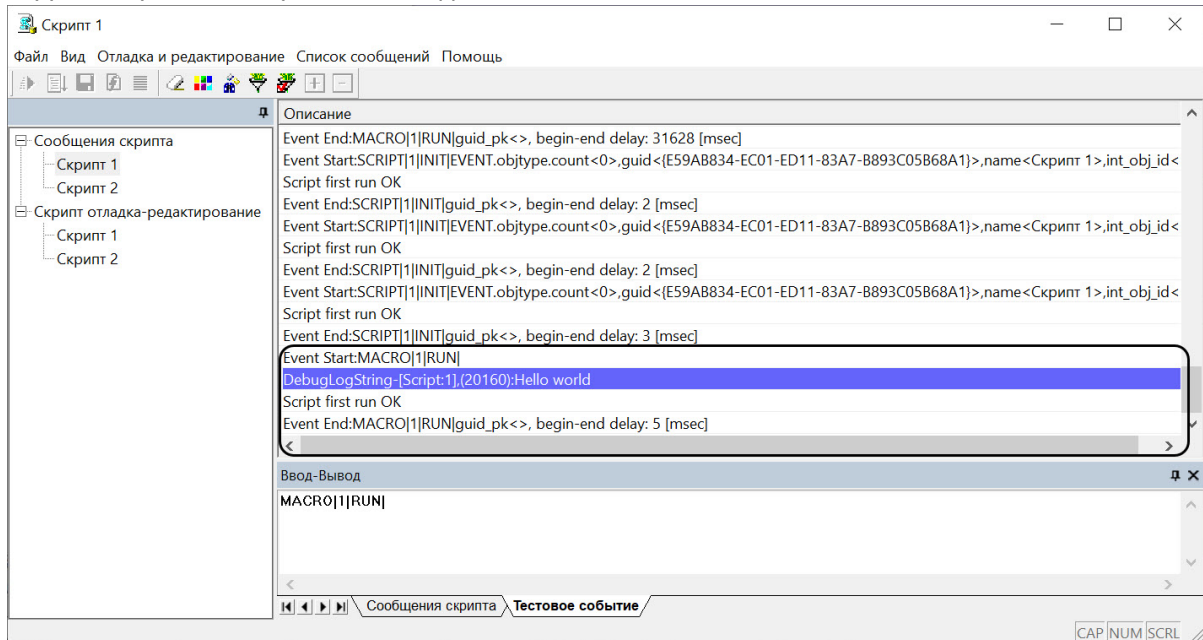 Скрипт 1
Файл Вид Отладка и редактирование Список сообщений Помощь
Описание
Сообщения скрипта
Скрипт 1
Скрипт 2
Скрипт отладка-редактирование
Скрипт 1
Скрипт 2
Event End:MACRO|1|RUN|guid_pk<>, begin-end delay: 31628 [msec]
Event Start:SCRIPT|1|INIT|EVENT.objtype.count<0>,guid<{E59AB834-EC01-ED11-83A7-B893C05B68A1}>,name<Скрипт 1>,int_obj_id<
Script first run OK
Event End:SCRIPT|1|INIT|guid_pk<>, begin-end delay: 2 [msec]
Event Start:SCRIPT|1|INIT|EVENT.objtype.count<0>,guid<{E59AB834-EC01-ED11-83A7-B893C05B68A1}>,name<Скрипт 1>,int_obj_id<
Script first run OK
Event End:SCRIPT|1|INIT|guid_pk<>, begin-end delay: 2 [msec]
Event Start:SCRIPT|1|INIT|EVENT.objtype.count<0>,guid<{E59AB834-EC01-ED11-83A7-B893C05B68A1}>,name<Скрипт 1>,int_obj_id<
Script first run OK
Event End:SCRIPT|1|INIT|guid_pk<>, begin-end delay: 3 [msec]
Event Start:MACRO|1|RUN|
DebugLogString-[Script:1],(20160):Hello world
Script first run OK
Event End:MACRO|1|RUN|guid_pk<>, begin-end delay: 5 [msec]
Ввод-Вывод
MACRO|1|RUN|
Сообщения скрипта Тестовое событие
CAP NUM SCRL